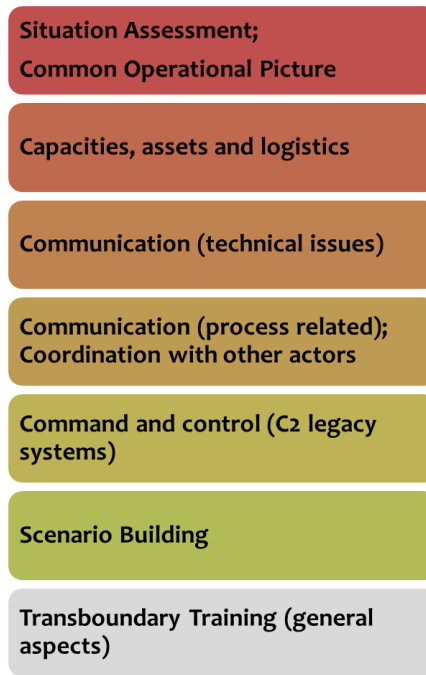 Situation Assessment;
Common Operational Picture
Capacities, assets and logistics
Communication (technical issues)
Communication (process related);
Coordination with other actors
Command and control (C2 legacy
systems)
Scenario Building
Transboundary Training (general
aspects)